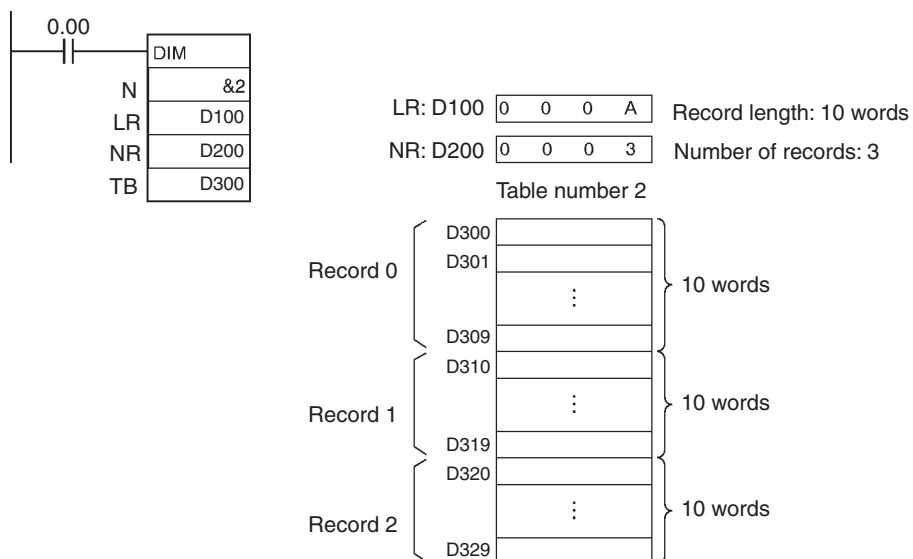 0.00
DIM
N &2
LR D100
NR D200
TB D300
LR: D100 0 0 0 A Record length: 10 words
NR: D200 0 0 0 3 Number of records: 3
Table number 2
D300
D301
Record 0 10 words
D309
D310
Record 1 10 words
D319
D320
Record 2 10 words
D329